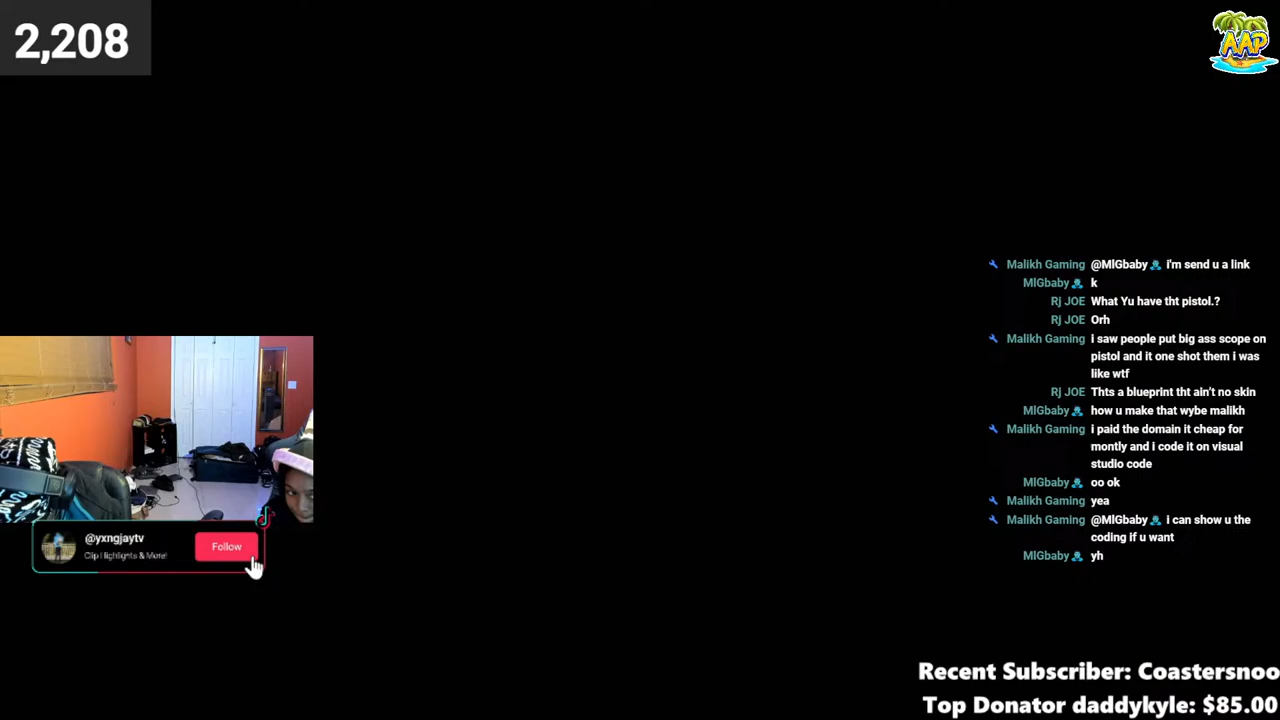 2,208
AAP
Malikh Gaming @MlGbaby i'm send u a link
MlGbaby k
Rj JOE What Yu have tht pistol.?
Rj JOE Orh
Malikh Gaming i saw people put big ass scope on
pistol and it one shot them i was
like wtf
Rj JOE Thts a blueprint tht ain't no skin
MlGbaby how u make that wybe malikh
Malikh Gaming i paid the domain it cheap for
montly and i code it on visual
studio code
MlGbaby oo ok
Malikh Gaming yea
Malikh Gaming @MlGbaby i can show u the
coding if u want
MlGbaby yh
@yxngjaytv
Clip Highlights & More!
Follow
Recent Subscriber: Coastersnoo
Top Donator daddykyle: $85.00